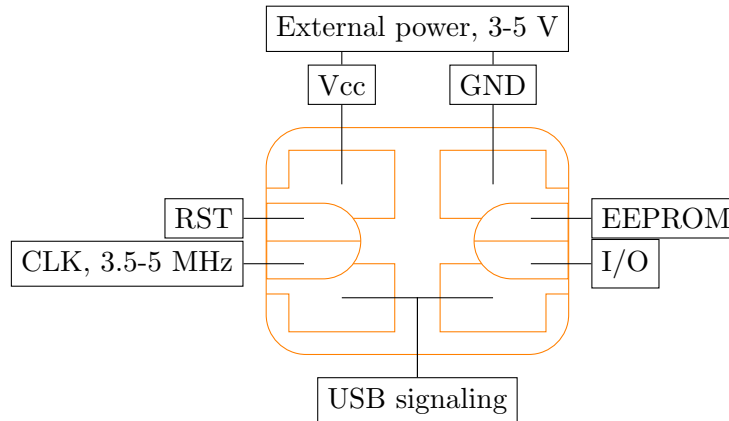 External power, 3-5 V
Vcc
GND
RST
EEPROM
CLK, 3.5-5 MHz
I/O
USB signaling